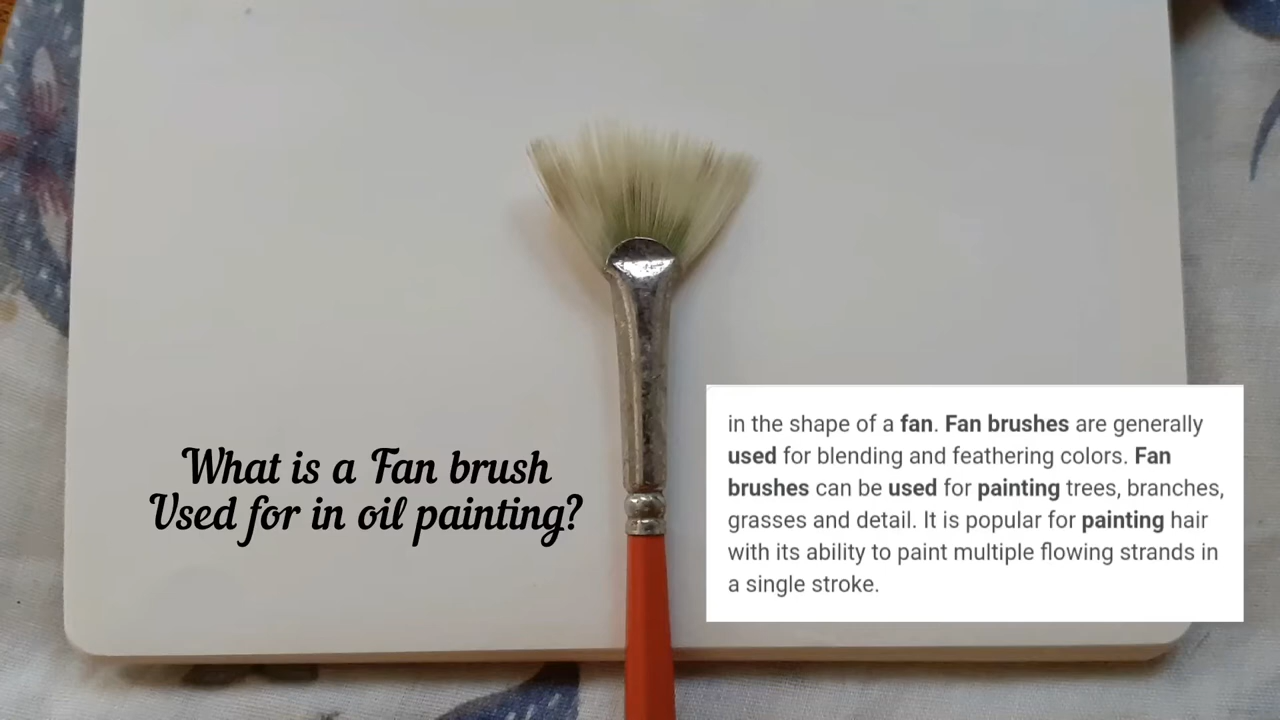 What is a Fan brush
Used for in oil painting?
in the shape of a fan. Fan brushes are generally
used for blending and feathering colors. Fan
brushes can be used for painting trees, branches,
grasses and detail. It is popular for painting hair
with its ability to paint multiple flowing strands in
a single stroke.